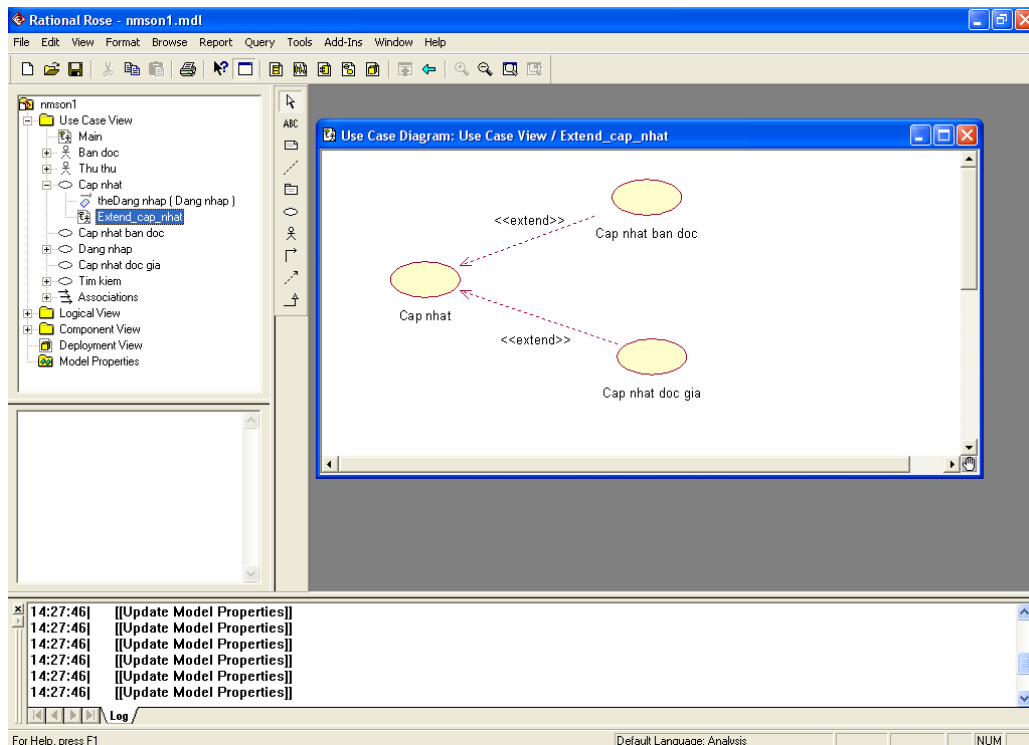 Rational Rose - nmson1.mdl
File Edit View Format Browse Report Query Tools Add-Ins Window Help
nmson1
Use Case View
Main
Ban doc
Thu thu
Cap nhat
theDang nhap ( Dang nhap )
Extend_cap_nhat
Cap nhat ban doc
Dang nhap
Cap nhat doc gia
Tim kiem
Associations
Logical View
Component View
Deployment View
Model Properties
ABC
Use Case Diagram: Use Case View / Extend_cap_nhat
<<extend>>
Cap nhat ban doc
Cap nhat
<<extend>>
Cap nhat doc gia
14:27:46| [[Update Model Properties]]
14:27:46| [[Update Model Properties]]
14:27:46| [[Update Model Properties]]
14:27:46| [[Update Model Properties]]
14:27:46| [[Update Model Properties]]
14:27:46| [[Update Model Properties]]
Log
For Help, press F1
Default Language: Analysis
NUM